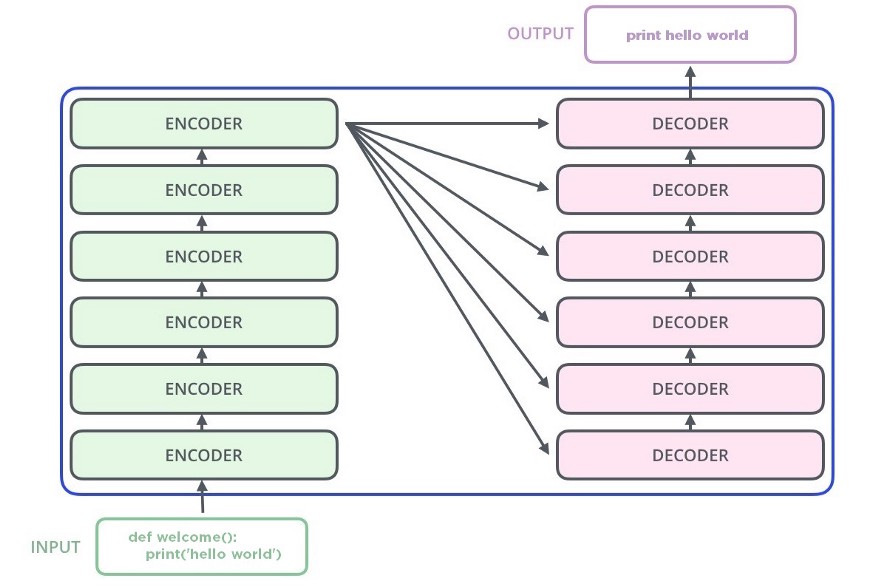 OUTPUT
print hello world
ENCODER
DECODER
ENCODER
DECODER
ENCODER
DECODER
ENCODER
DECODER
ENCODER
DECODER
ENCODER
DECODER
INPUT
def welcome():
print('hello world')